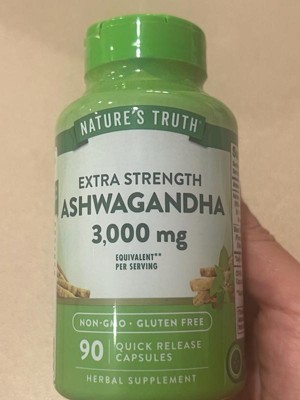 NATURE'S TRUTH®
EXTRA STRENGTH
ASHWAGANDHA
3,000 mg
EQUIVALENT**
PER SERVING
NON-GMO • GLUTEN FREE
90 QUICK RELEASE
CAPSULES
HERBAL SUPPLEMENT